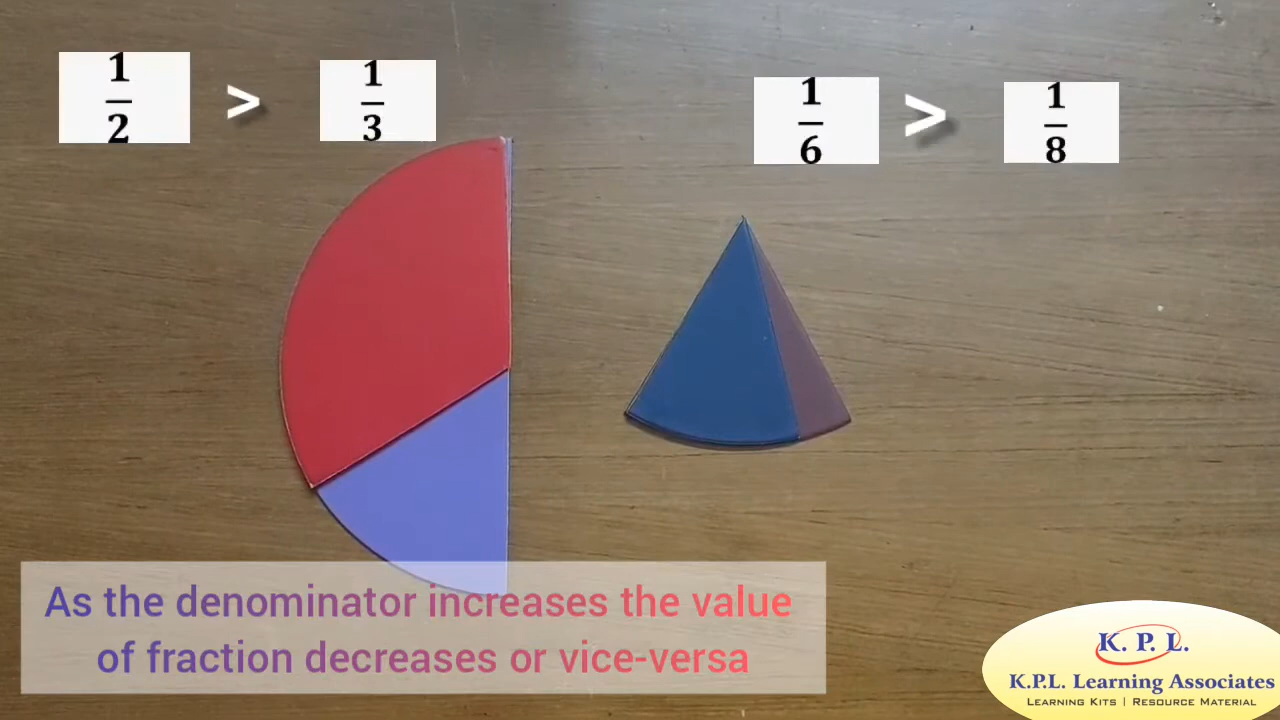 1/2 > 1/3
1/6 > 1/8
As the denominator increases the value
of fraction decreases or vice-versa
K. P. L.
K.P.L. Learning Associates
LEARNING KITS | RESOURCE MATERIAL